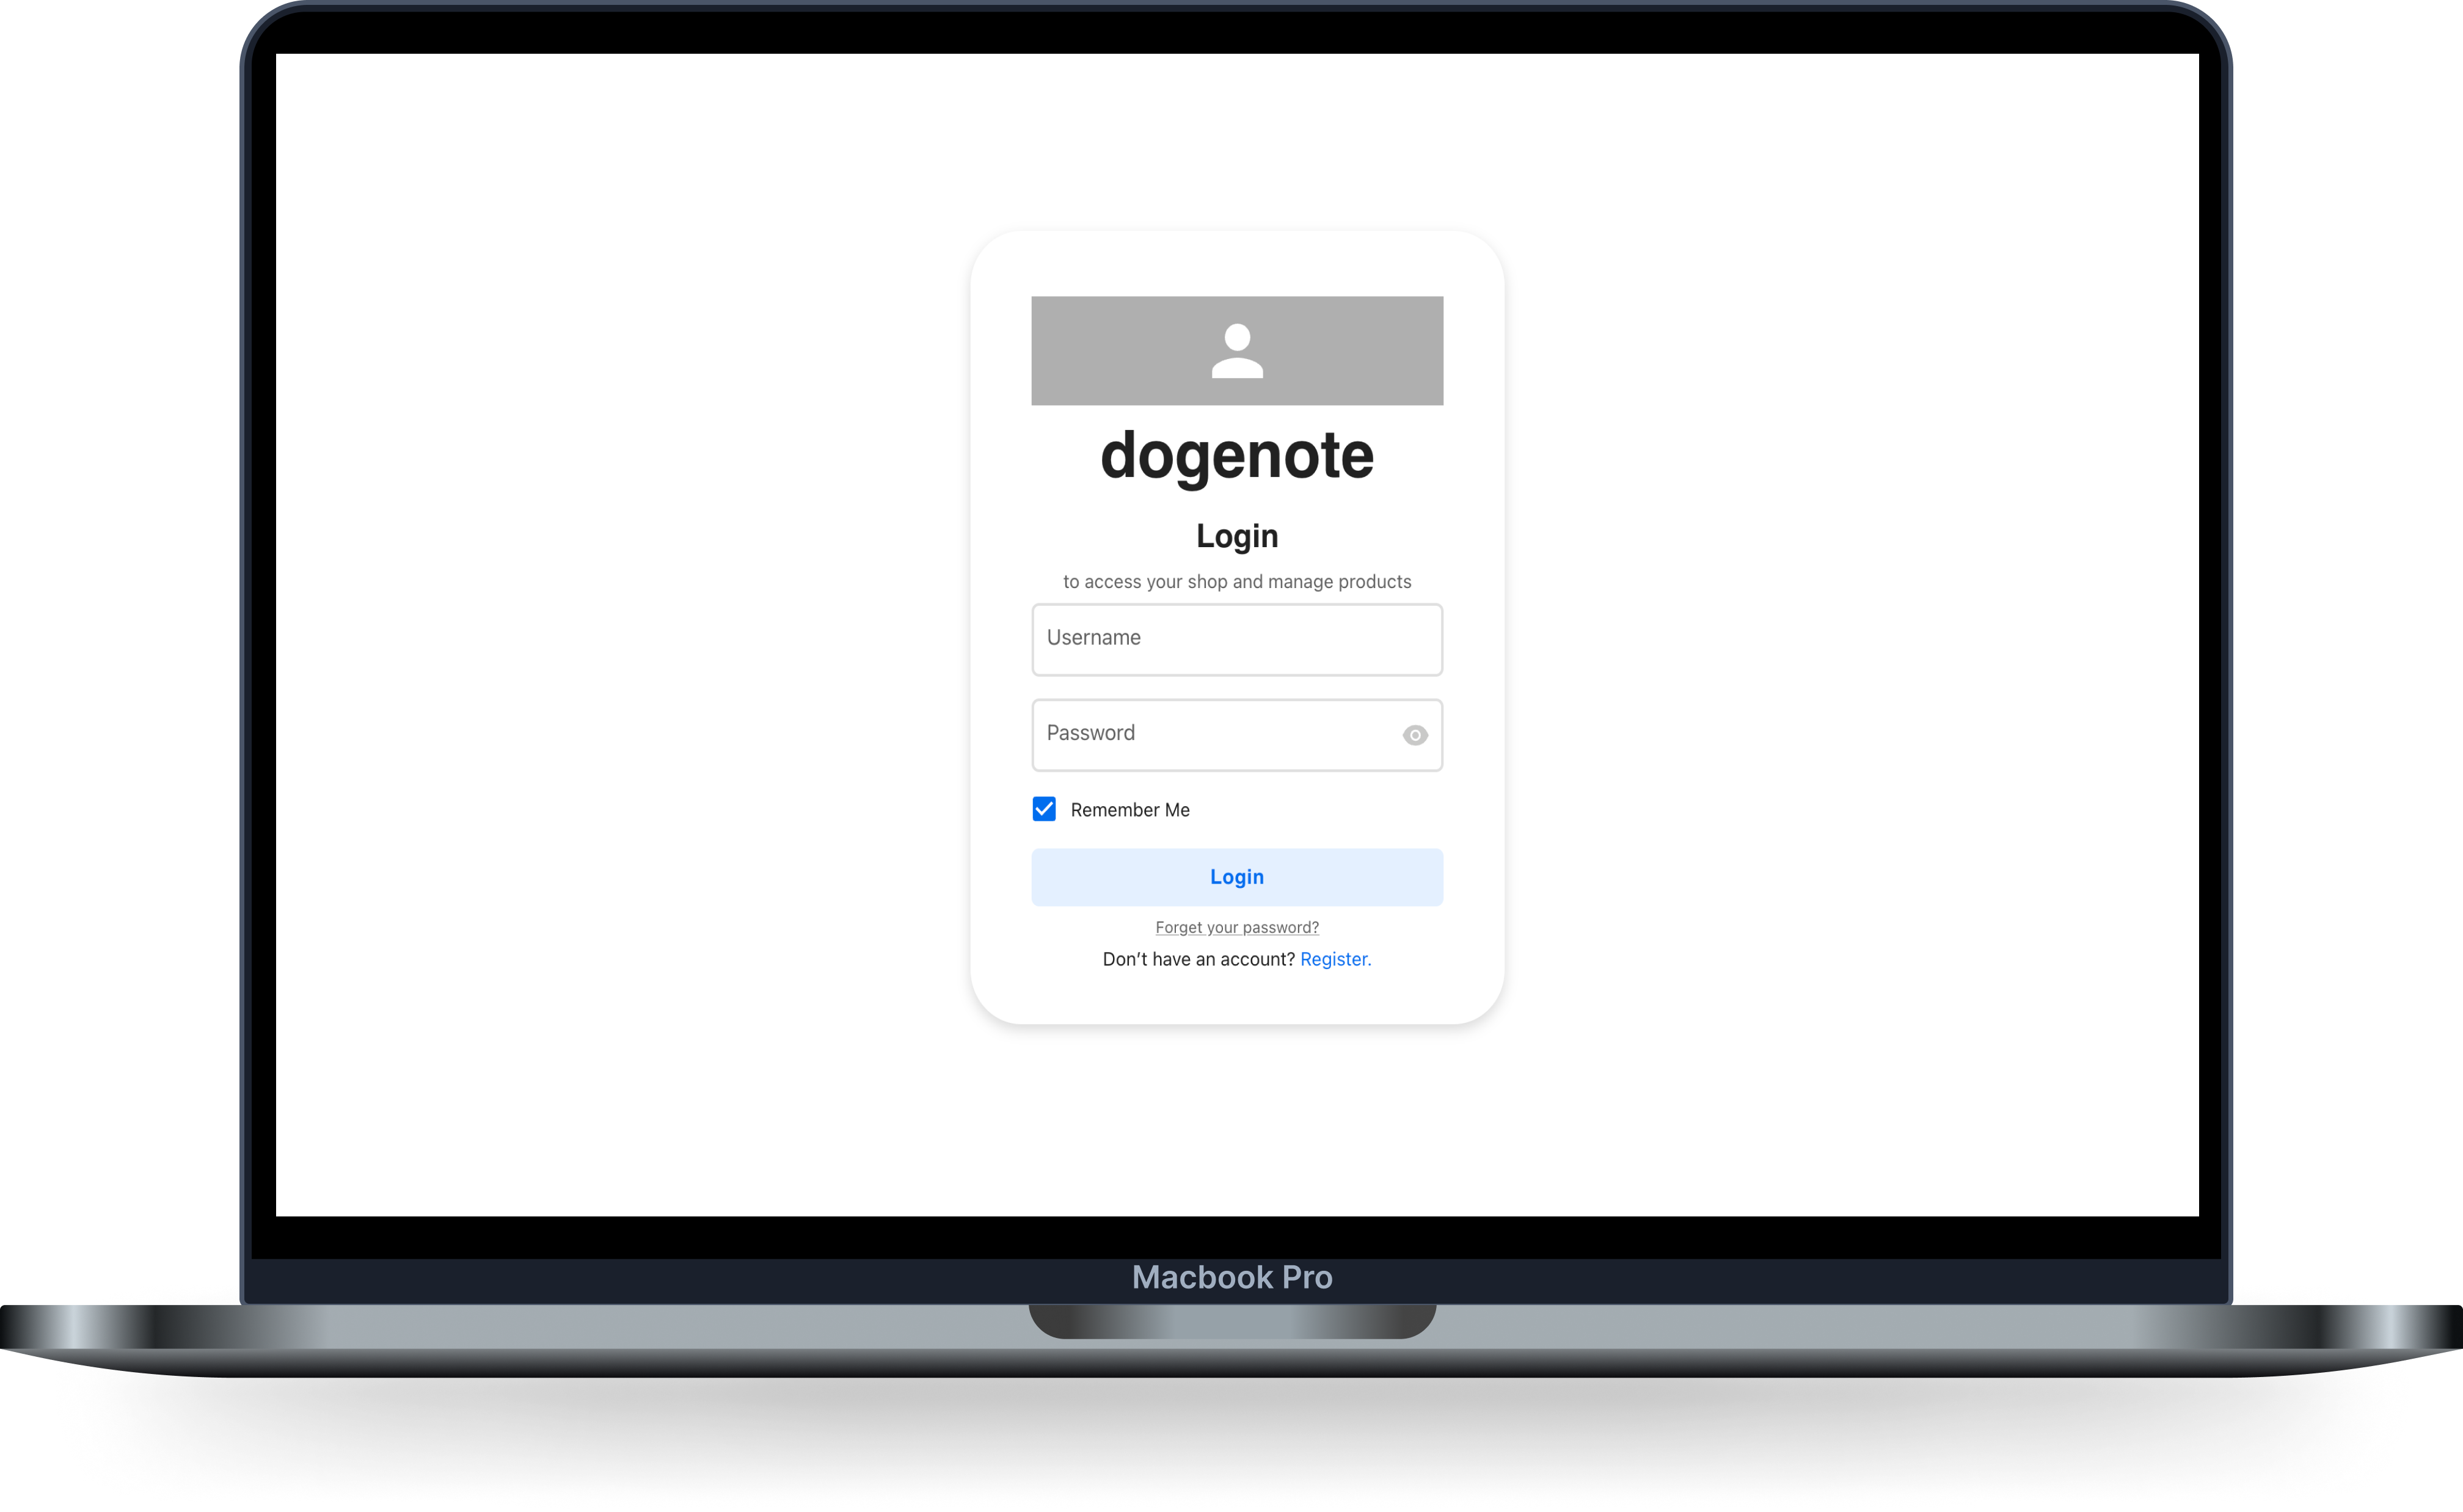 dogenote
Login
to access your shop and manage products
Username
Password
Remember Me
Login
Forget your password?
Don’t have an account? Register.
Macbook Pro